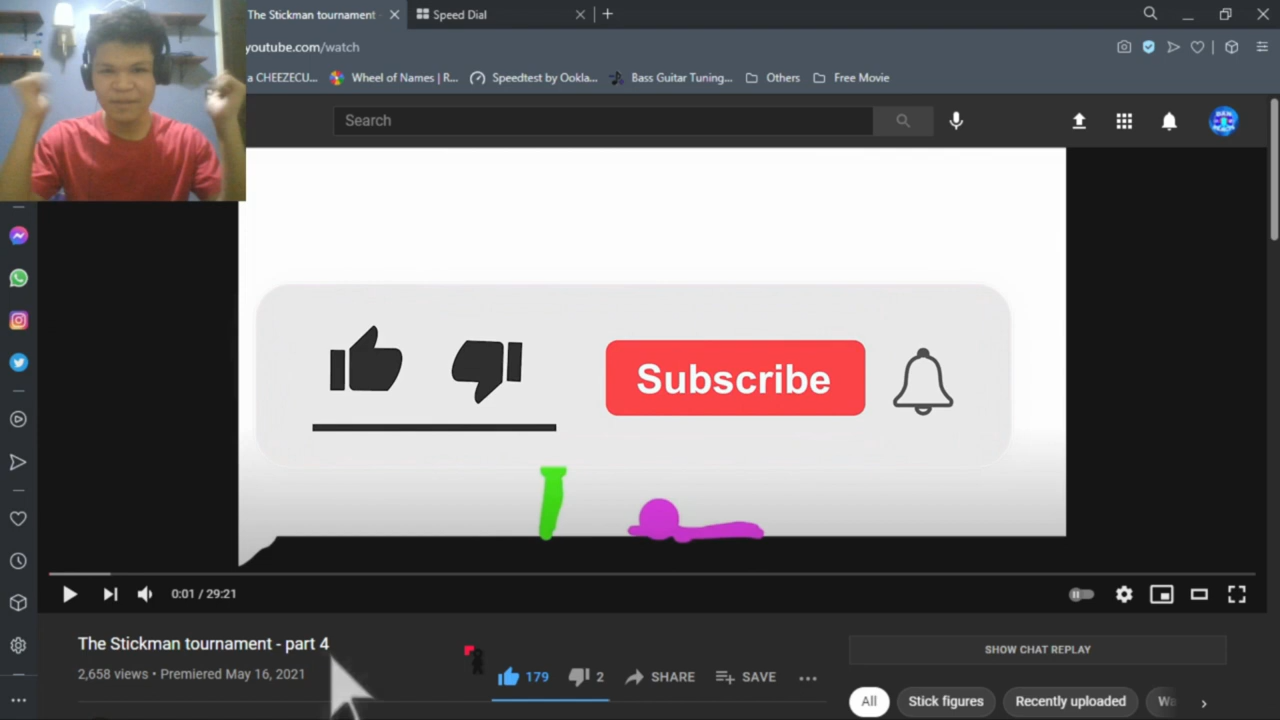 The Stickman tournament
Speed Dial
youtube.com/watch
a CHEEZECU...
Wheel of Names | R...
Speedtest by Ookla...
Bass Guitar Tuning...
Others
Free Movie
Search
Subscribe
0:01 / 29:21
The Stickman tournament - part 4
2,658 views • Premiered May 16, 2021
179
2
SHARE
SAVE
SHOW CHAT REPLAY
All
Stick figures
Recently uploaded
Wa